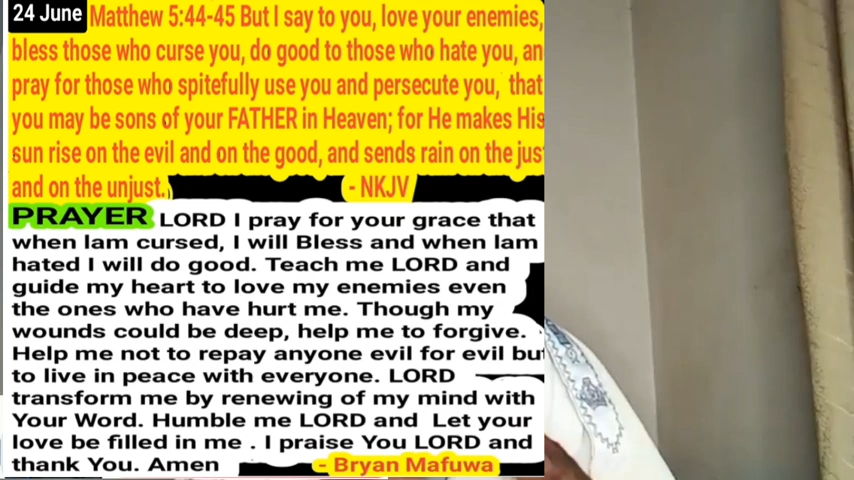 24 June
Matthew 5:44-45 But I say to you, love your enemies,
bless those who curse you, do good to those who hate you, an
pray for those who spitefully use you and persecute you, that
you may be sons of your FATHER in Heaven; for He makes His
sun rise on the evil and on the good, and sends rain on the jus
and on the unjust. - NKJV
PRAYER LORD I pray for your grace that
when Iam cursed, I will Bless and when Iam
hated I will do good. Teach me LORD and
guide my heart to love my enemies even
the ones who have hurt me. Though my
wounds could be deep, help me to forgive.
Help me not to repay anyone evil for evil but
to live in peace with everyone. LORD
transform me by renewing of my mind with
Your Word. Humble me LORD and Let your
love be filled in me . I praise You LORD and
thank You. Amen - Bryan Mafuwa